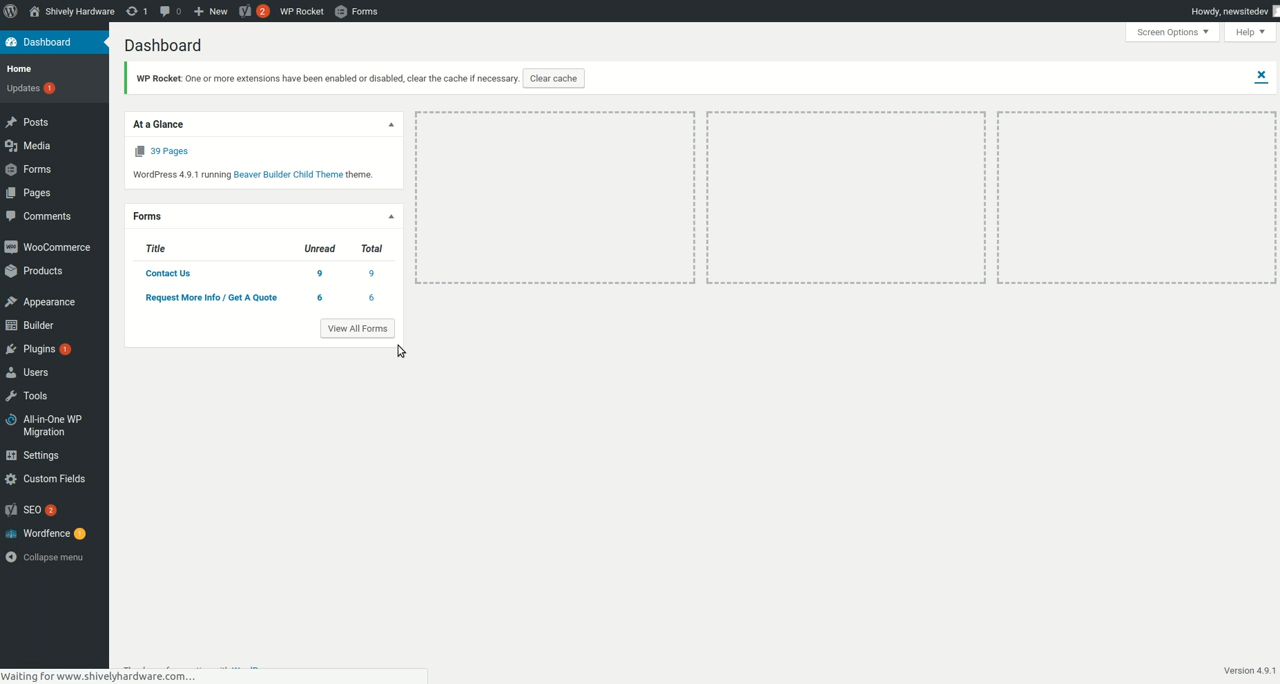 Shively Hardware 1 0 New 2 WP Rocket Forms Howdy, newsitedev
Screen Options Help
Dashboard
Home
Updates 1
Posts
Media
Forms
Pages
Comments
WooCommerce
Products
Appearance
Builder
Plugins 1
Users
Tools
All-in-One WP
Migration
Settings
Custom Fields
SEO 2
Wordfence 1
Collapse menu
Dashboard
WP Rocket: One or more extensions have been enabled or disabled, clear the cache if necessary. Clear cache
At a Glance
39 Pages
WordPress 4.9.1 running Beaver Builder Child Theme theme.
Forms
Title Unread Total
Contact Us 9 9
Request More Info / Get A Quote 6 6
View All Forms
Version 4.9.1
Waiting for www.shivelyhardware.com...